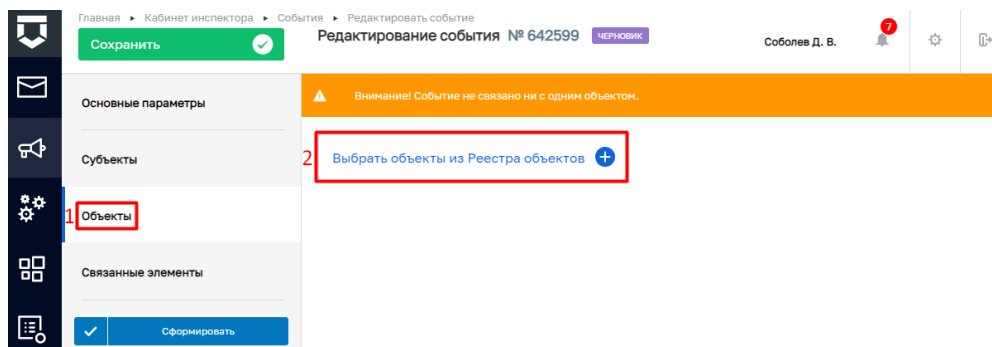 Главная ▸ Кабинет инспектора ▸ События ▸ Редактировать событие
Сохранить
Редактирование события № 642599 ЧЕРНОВИК
Соболев Д. В.
7
Основные параметры
Внимание! Событие не связано ни с одним объектом.
Субъекты
2 Выбрать объекты из Реестра объектов
1 Объекты
Связанные элементы
Сформировать